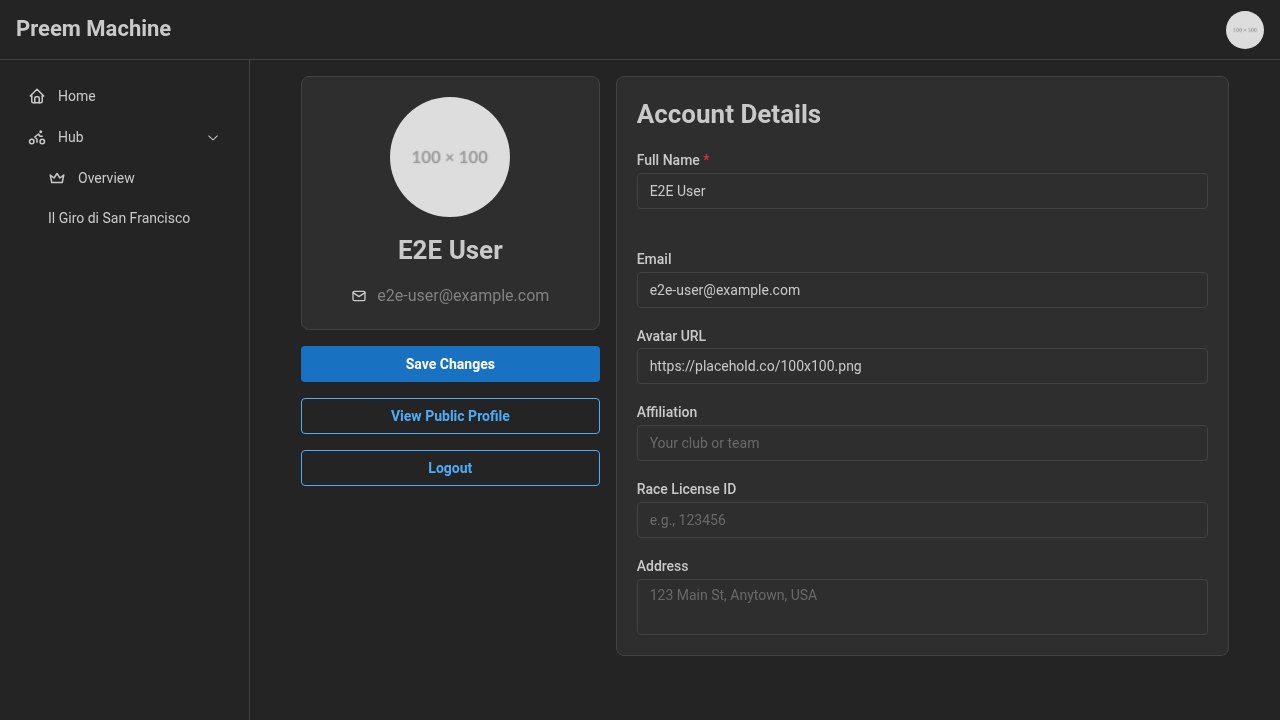 Preem Machine
100 × 100
Home
Hub
Overview
Il Giro di San Francisco
100 × 100
E2E User
e2e-user@example.com
Save Changes
View Public Profile
Logout
Account Details
Full Name *
E2E User
Email
e2e-user@example.com
Avatar URL
https://placehold.co/100x100.png
Affiliation
Your club or team
Race License ID
e.g., 123456
Address
123 Main St, Anytown, USA